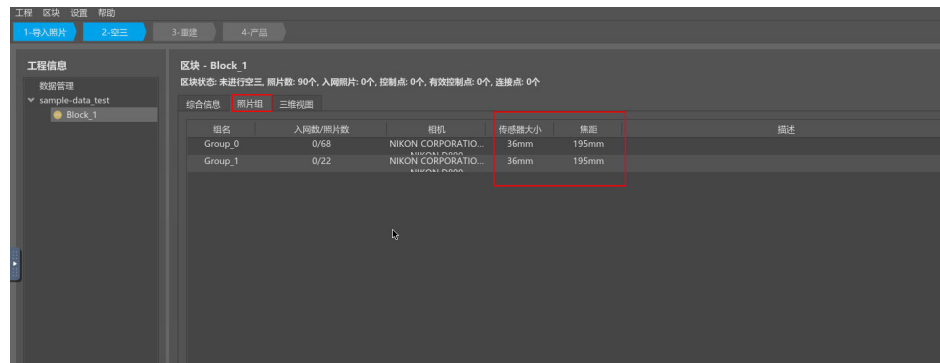 工程 区块 设置 帮助
1-导入照片 2-空三 3-重建 4-产品
工程信息
数据管理
sample-data_test
Block_1
区块 - Block_1
区块状态: 未进行空三, 照片数: 90个, 入网照片: 0个, 控制点: 0个, 有效控制点: 0个, 连接点: 0个
综合信息 照片组 三维视图
组名 入网数/照片数 相机 传感器大小 焦距 描述
Group_0 0/68 NIKON CORPORATIO... 36mm 195mm
NIKON D800
Group_1 0/22 NIKON CORPORATIO... 36mm 195mm
NIKON D800